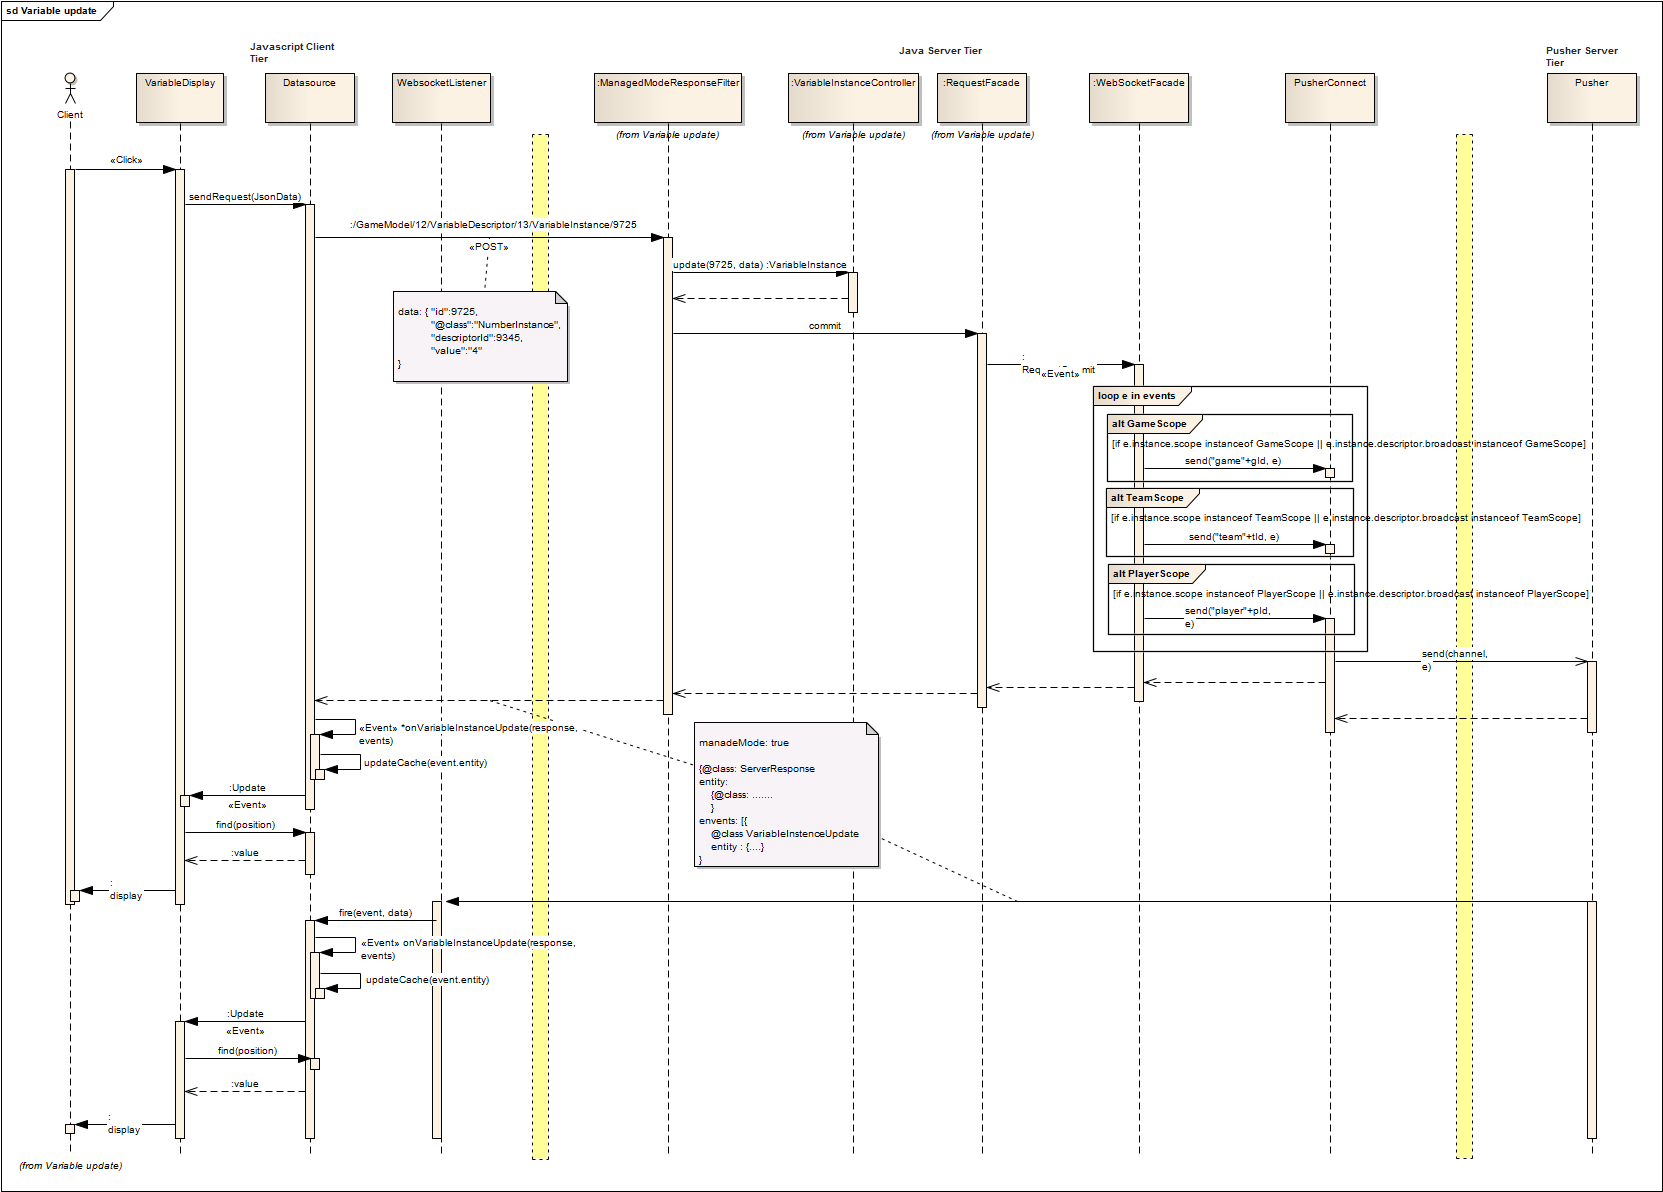 sd Variable update
Javascript Client
Tier
Java Server Tier
Pusher Server
Tier
Client
VariableDisplay
Datasource
WebsocketListener
:ManagedModeResponseFilter
:VariableInstanceController
:RequestFacade
:WebSocketFacade
PusherConnect
Pusher
(from Variable update)
(from Variable update)
(from Variable update)
«Click»
sendRequest(JsonData)
:/GameModel/12/VariableDescriptor/13/VariableInstance/9725
«POST»
update(9725, data) :VariableInstance
data: { "id":9725,
"@class":"NumberInstance",
"descriptorId":9345,
"value":"4"
}
commit
:
«Event»
loop e in events
alt GameScope
[if e.instance.scope instanceof GameScope || e.instance.descriptor.broadcast instanceof GameScope]
send("game"+gId, e)
alt TeamScope
[if e.instance.scope instanceof TeamScope || e.instance.descriptor.broadcast instanceof TeamScope]
send("team"+tId, e)
alt PlayerScope
[if e.instance.scope instanceof PlayerScope || e.instance.descriptor.broadcast instanceof PlayerScope]
send("player"+pId,
e)
send(channel,
e)
«Event» *onVariableInstanceUpdate(response,
events)
updateCache(event.entity)
manadeMode: true
{@class: ServerResponse
entity:
{@class: .......
}
envents: [{
@class VariableInstenceUpdate
entity : {....}
}
:Update
«Event»
find(position)
:value
:
display
fire(event, data)
«Event» onVariableInstanceUpdate(response,
events)
updateCache(event.entity)
:Update
«Event»
find(position)
:value
:
display
(from Variable update)